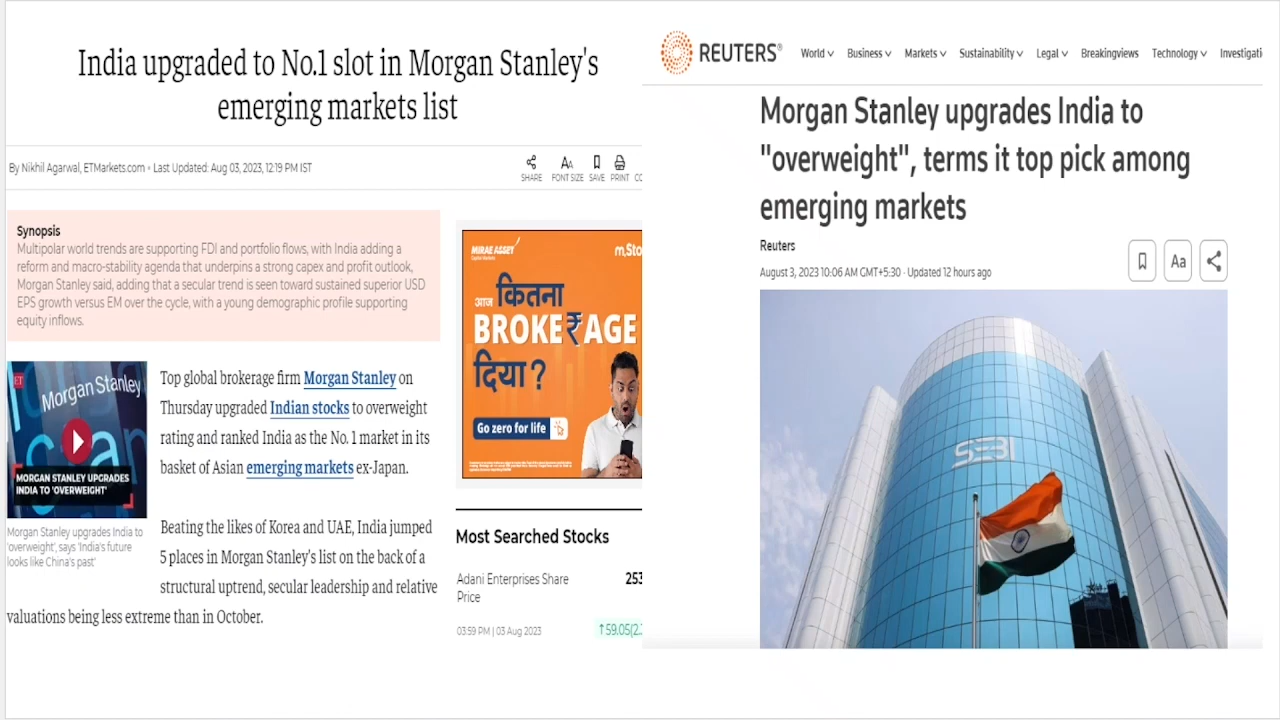 India upgraded to No.1 slot in Morgan Stanley's
emerging markets list
By Nikhil Agarwal, ETMarkets.com • Last Updated: Aug 03, 2023, 12:19 PM IST
SHARE FONT SIZE SAVE PRINT CO
Synopsis
Multipolar world trends are supporting FDI and portfolio flows, with India adding a
reform and macro-stability agenda that underpins a strong capex and profit outlook,
Morgan Stanley said, adding that a secular trend is seen toward sustained superior USD
EPS growth versus EM over the cycle, with a young demographic profile supporting
equity inflows.
ET
Morgan Stanley
MORGAN STANLEY UPGRADES
INDIA TO 'OVERWEIGHT'
Morgan Stanley upgrades India to
'overweight', says 'India's future
looks like China's past'
Top global brokerage firm Morgan Stanley on
Thursday upgraded Indian stocks to overweight
rating and ranked India as the No. 1 market in its
basket of Asian emerging markets ex-Japan.
Beating the likes of Korea and UAE, India jumped
5 places in Morgan Stanley's list on the back of a
structural uptrend, secular leadership and relative
valuations being less extreme than in October.
MIRAE ASSET
Capital Markets
m.Sto
आज कितना
BROKE₹AGE
दिया ?
Go zero for life
Most Searched Stocks
Adani Enterprises Share
Price
253
03:59 PM | 03 Aug 2023
↑59.05(2.
REUTERS®
World Business Markets Sustainability Legal Breakingviews Technology Investigati
Morgan Stanley upgrades India to
"overweight", terms it top pick among
emerging markets
Reuters
August 3, 2023 10:06 AM GMT+5:30 · Updated 12 hours ago
Aa
SEBI